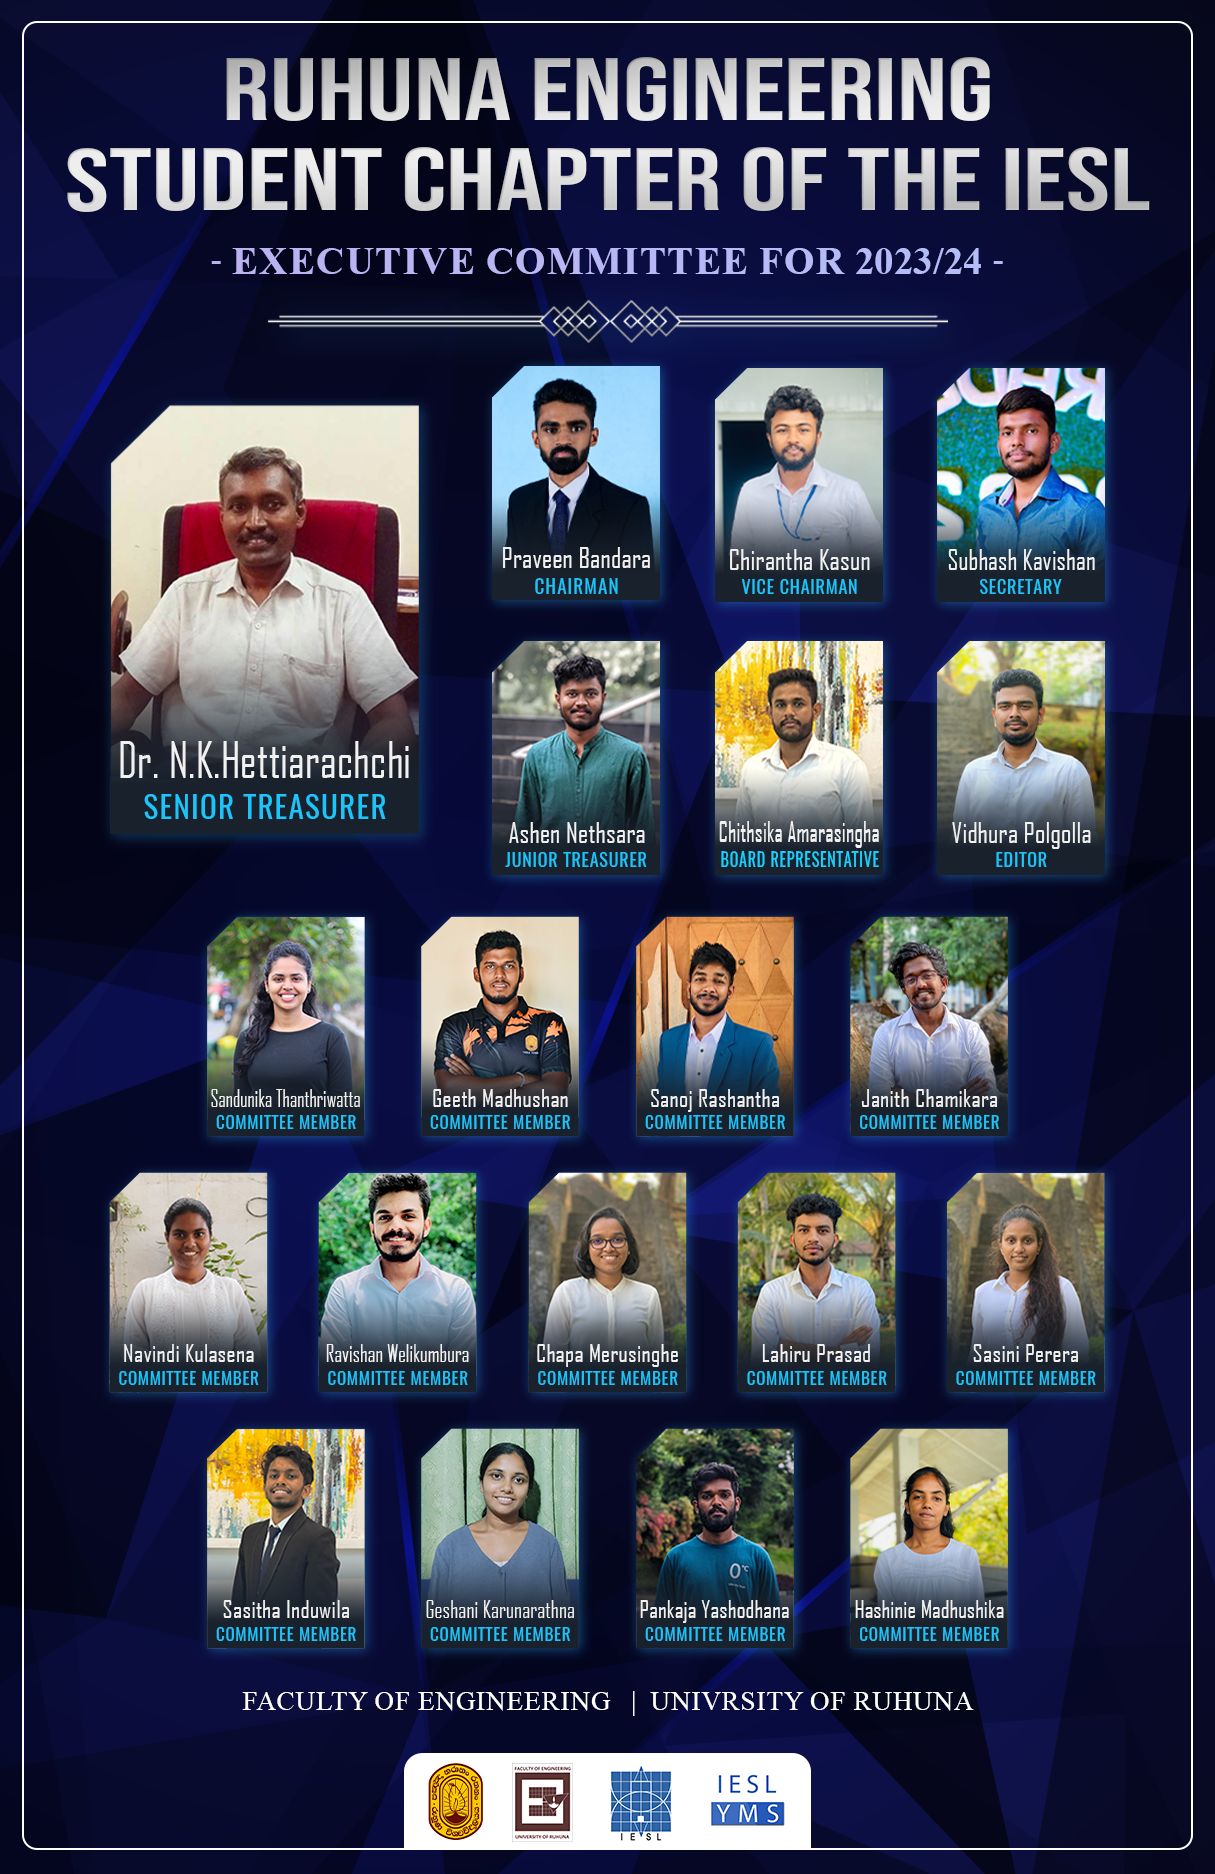 RUHUNA ENGINEERING
STUDENT CHAPTER OF THE IESL
- EXECUTIVE COMMITTEE FOR 2023/24 -
Dr. N.K.Hettiarachchi
SENIOR TREASURER
Praveen Bandara
CHAIRMAN
Chirantha Kasun
VICE CHAIRMAN
Subhash Kavishan
SECRETARY
Ashen Nethsara
JUNIOR TREASURER
Chithsika Amarasingha
BOARD REPRESENTATIVE
Vidhura Polgolla
EDITOR
Sandunika Thanthriwatta
COMMITTEE MEMBER
Geeth Madhushan
COMMITTEE MEMBER
Sanoj Rashantha
COMMITTEE MEMBER
Janith Chamikara
COMMITTEE MEMBER
Navindi Kulasena
COMMITTEE MEMBER
Ravishan Welikumbura
COMMITTEE MEMBER
Chapa Merusinghe
COMMITTEE MEMBER
Lahiru Prasad
COMMITTEE MEMBER
Sasini Perera
COMMITTEE MEMBER
Sasitha Induwila
COMMITTEE MEMBER
Geshani Karunarathna
COMMITTEE MEMBER
0°C
Pankaja Yashodhana
COMMITTEE MEMBER
Hashinie Madhushika
COMMITTEE MEMBER
FACULTY OF ENGINEERING | UNIVRSITY OF RUHUNA
FACULTY OF ENGINEERING
UNIVERSITY OF RUHUNA
IESL
IESL
YMS